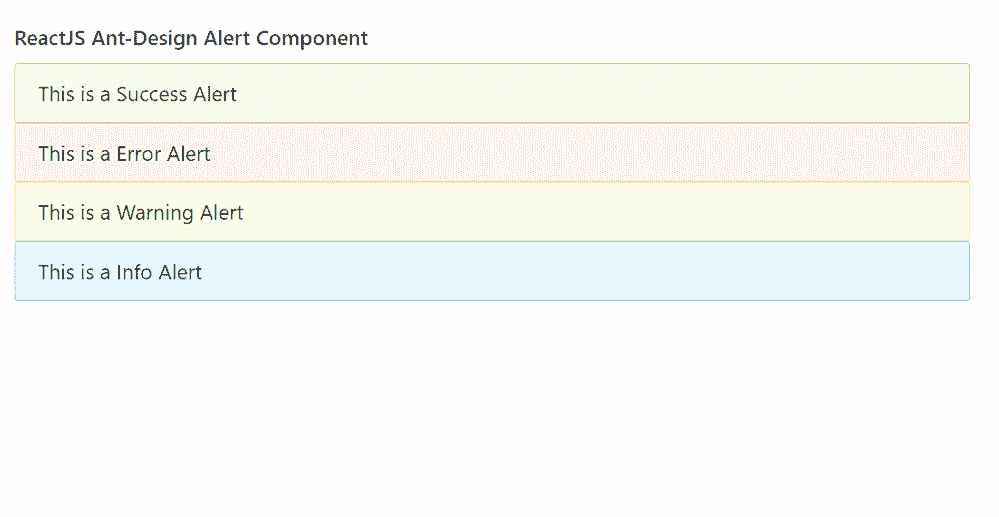 ReactJS Ant-Design Alert Component
This is a Success Alert
This is a Error Alert
This is a Warning Alert
This is a Info Alert